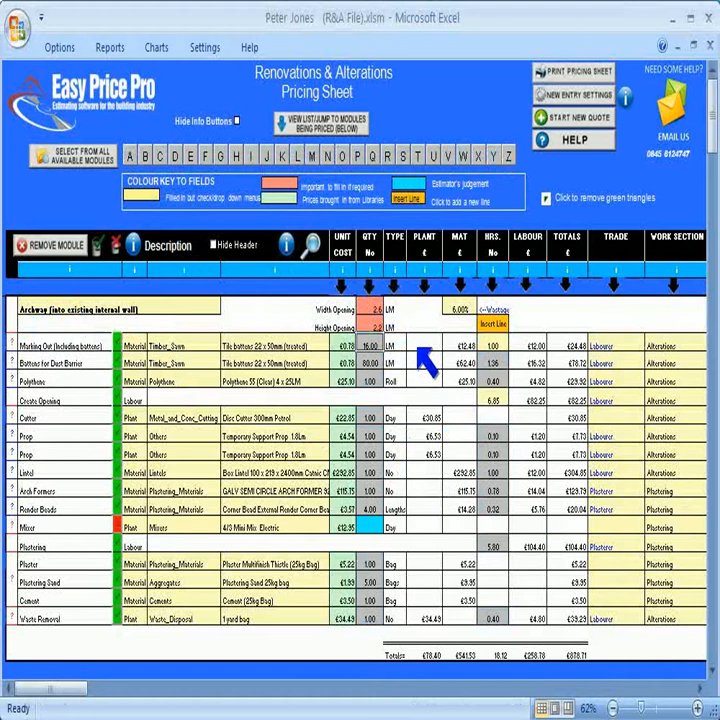 Peter Jones (R&A File).xlsm - Microsoft Excel
Options Reports Charts Settings Help
Easy Price Pro
Estimating software for the building industry
Renovations & Alterations
Pricing Sheet
Hide Info Buttons
VIEW LIST/JUMP TO MODULES
BEING PRICED (BELOW)
PRINT PRICING SHEET
NEW ENTRY SETTINGS
START NEW QUOTE
HELP
NEED SOME HELP?
EMAIL US
0845 6124747
SELECT FROM ALL
AVAILABLE MODULES
A B C D E F G H I J K L M N O P Q R S T U V W X Y Z
COLOUR KEY TO FIELDS
Important, to fill in if required
Estimator's judgement
Filled in but check/drop down menus
Prices brought in from Libraries
Insert Line
Click to add a new line
Click to remove green triangles
REMOVE MODULE Description Hide Header
UNIT COST QTY No TYPE PLANT £ MAT £ HRS. No LABOUR £ TOTALS £ TRADE WORK SECTION
Archway (into existing internal wall) Width Opening 2.6 LM 6.00% <--Wastage
Height Opening 2.2 LM Insert Line
? Marking Out (Including battens) Material Timber_Sawn Tile battens 22 x 50mm (treated) £0.78 16.00 LM £12.48 1.00 £12.00 £24.48 Labourer Alterations
? Battens for Dust Barrier Material Timber_Sawn Tile battens 22 x 50mm (treated) £0.78 80.00 LM £62.40 1.36 £16.32 £78.72 Labourer Alterations
? Polythene Material Polythene Polythene 55 (Clear) 4 x 25LM £25.10 1.00 Roll £25.10 0.40 £4.82 £29.92 Labourer Alterations
Create Opening Labour 6.85 £82.25 £82.25 Labourer Alterations
? Cutter Plant Metal_and_Conc_Cutting Disc Cutter 300mm Petrol £22.85 1.00 Day £30.85 £30.85 Alterations
? Prop Plant Others Temporary Support Prop 1.8Lm £4.54 1.00 Day £6.53 0.10 £1.20 £7.73 Labourer Alterations
? Prop Plant Others Temporary Support Prop 1.8Lm £4.54 1.00 Day £6.53 0.10 £1.20 £7.73 Labourer Alterations
? Lintel Material Lintels Box Lintel 100 x 219 x 2400mm Catnic £292.85 1.00 No £292.85 1.00 £12.00 £304.85 Labourer Alterations
? Arch Formers Material Plastering_Materials GALV SEMI CIRCLE ARCH FORMER £115.75 1.00 No £115.75 0.78 £14.04 £129.79 Plasterer Plastering
? Render Beads Material Plastering_Materials Corner Bead External Render Corner £3.57 4.00 Lengths £14.28 0.32 £5.76 £20.04 Plasterer Plastering
? Mixer Plant Mixers 4/3 Mini Mix Electric £12.95 Day
Plastering Labour 5.80 £104.40 £104.40 Plasterer Plastering
Plaster Material Plastering_Materials Plaster Multifinish Thistle (25kg Bag) £5.22 1.00 Bag £5.22 £5.22 Plastering
? Plastering Sand Material Aggregates Plastering Sand 25kg bag £1.99 5.00 Bags £9.95 £9.95 Plastering
Cement Material Cements Cement (25kg Bag) £3.50 1.00 Bag £3.50 £3.50 Plastering
? Waste Removal Plant Waste_Disposal 1 yard bag £34.49 1.00 No £34.49 0.40 £4.80 £39.29 Labourer Alterations
Totals= £78.40 £541.53 18.12 £258.78 £878.71
Ready 62%